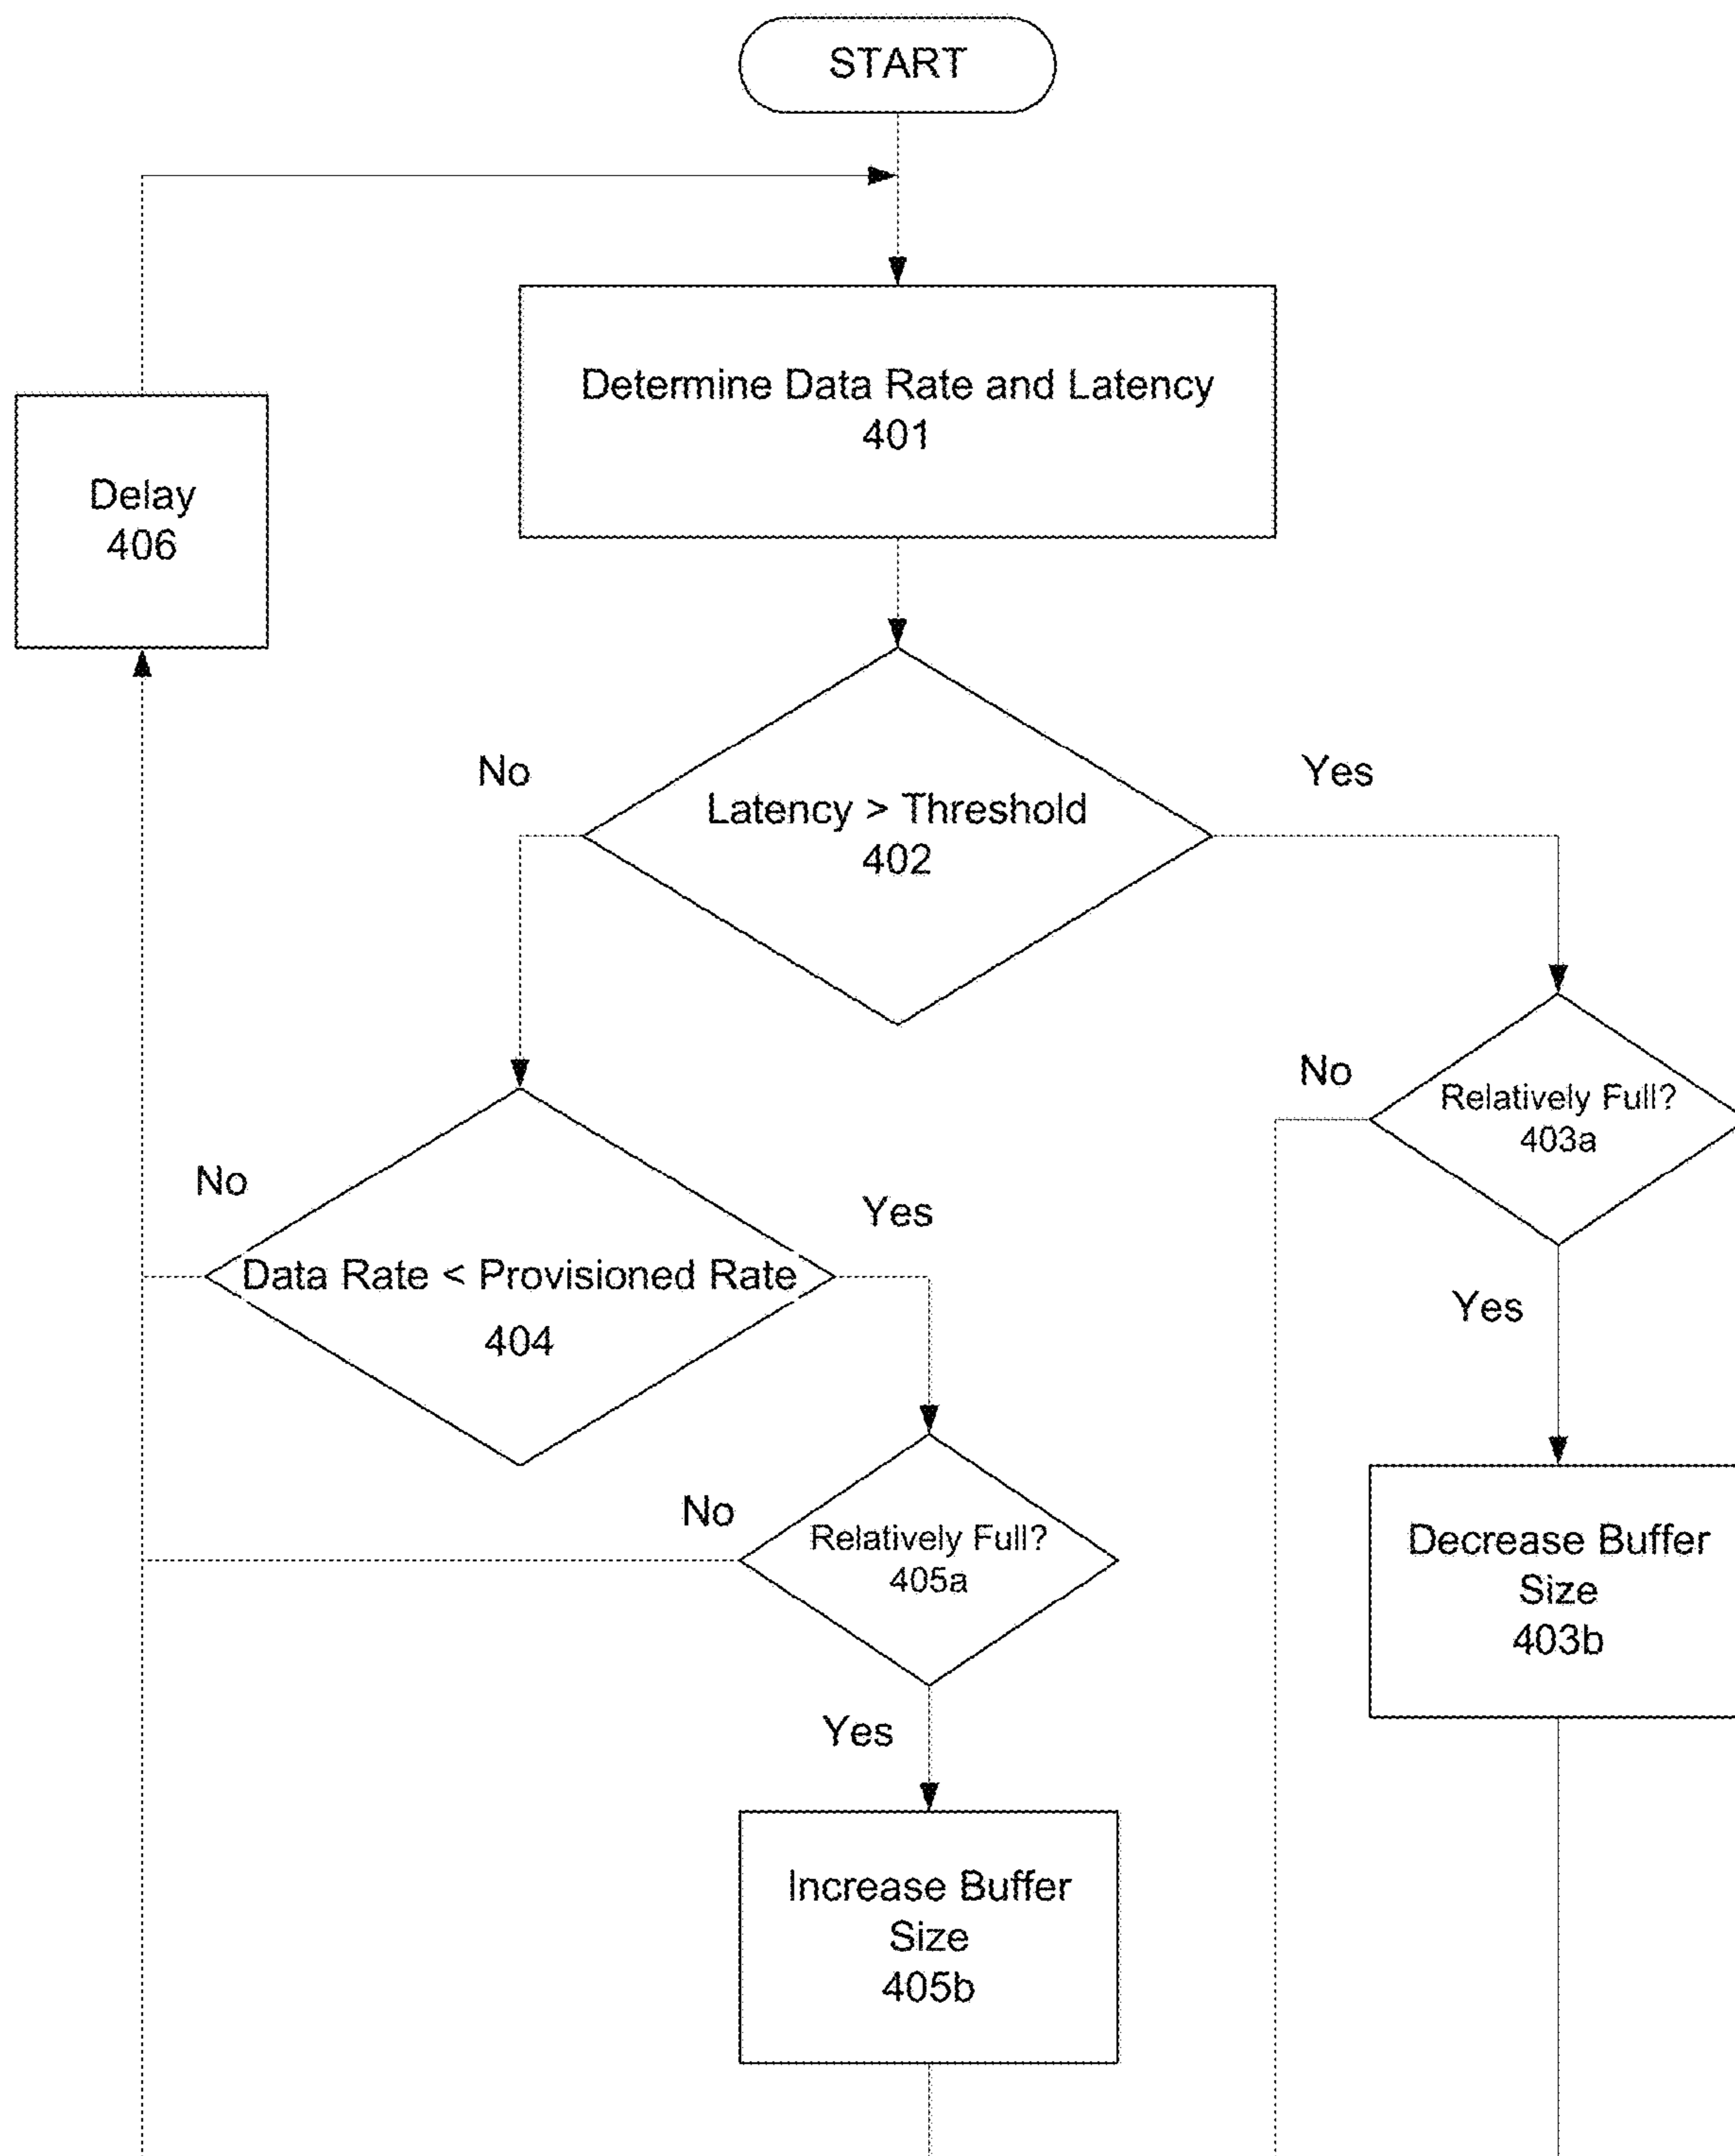 START
Determine Data Rate and Latency
401
Delay
406
No
Yes
Latency > Threshold
402
No
Relatively Full?
403a
No
Yes
Data Rate < Provisioned Rate
404
Yes
No
Relatively Full?
405a
Decrease Buffer
Size
403b
Yes
Increase Buffer
Size
405b